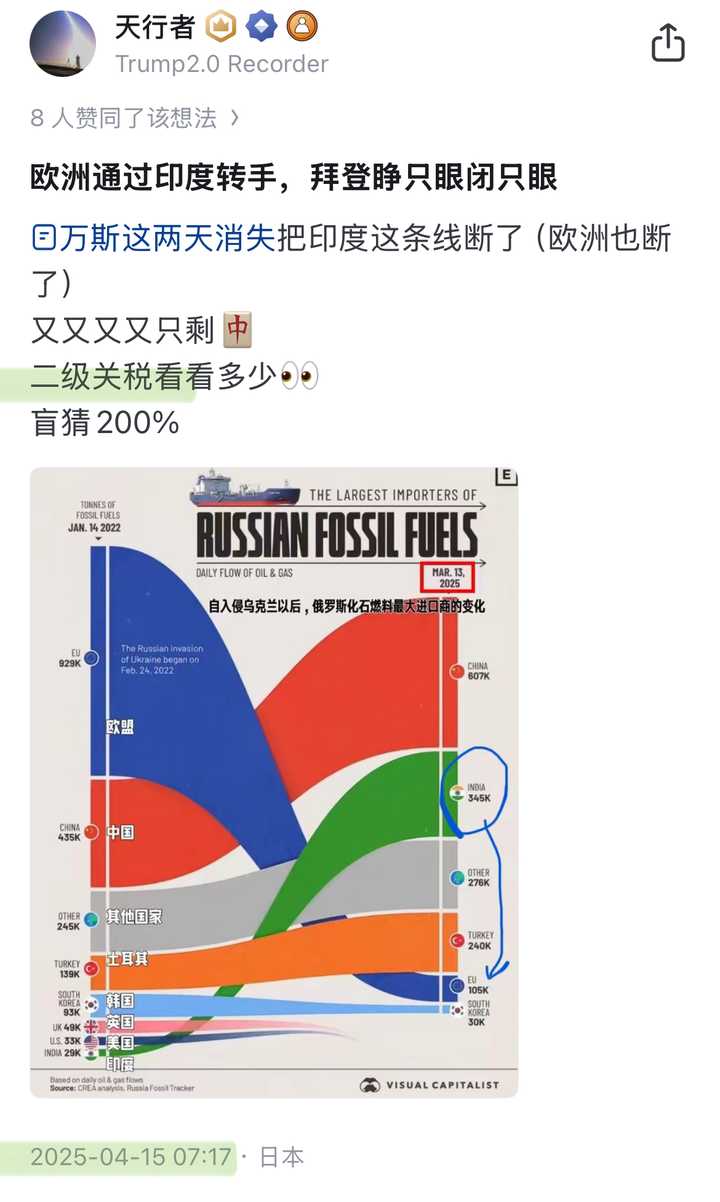 天行者
Trump2.0 Recorder
8 人赞同了该想法
欧洲通过印度转手，拜登睁只眼闭只眼
万斯这两天消失把印度这条线断了（欧洲也断
了）
又又又又只剩🀄
二级关税看看多少👀
盲猜200%
E
THE LARGEST IMPORTERS OF
RUSSIAN FOSSIL FUELS
DAILY FLOW OF OIL & GAS
TONNES OF
FOSSIL FUELS
JAN. 14 2022
MAR. 13,
2025
自入侵乌克兰以后，俄罗斯化石燃料最大进口商的变化
The Russian invasion
of Ukraine began on
Feb. 24, 2022
EU
929K
欧盟
CHINA
435K
中国
OTHER
245K
其他国家
TURKEY
139K
土耳其
SOUTH
KOREA
93K
韩国
UK 49K
英国
U.S. 33K
美国
INDIA 29K
印度
CHINA
607K
INDIA
345K
OTHER
276K
TURKEY
240K
EU
105K
SOUTH
KOREA
30K
Based on daily oil & gas flows
Source: CREA analysis, Russia Fossil Tracker
VISUAL CAPITALIST
2025-04-15 07:17 · 日本